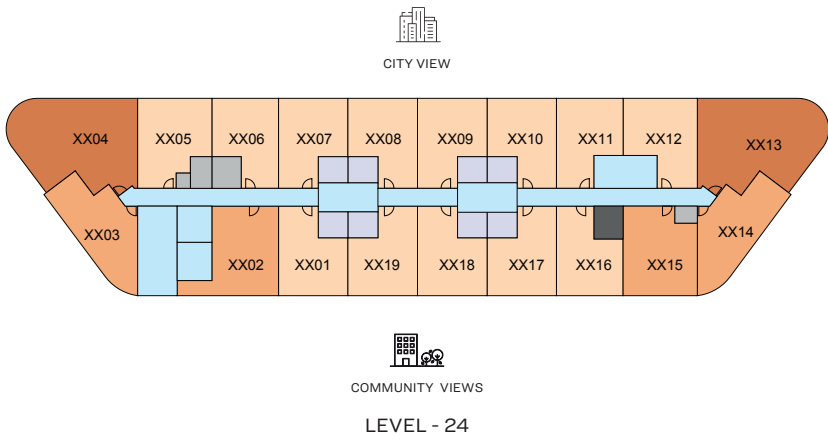 CITY VIEW
XX04 XX05 XX06 XX07 XX08 XX09 XX10 XX11 XX12 XX13
XX03 XX02 XX01 XX19 XX18 XX17 XX16 XX15 XX14
COMMUNITY VIEWS
LEVEL - 24